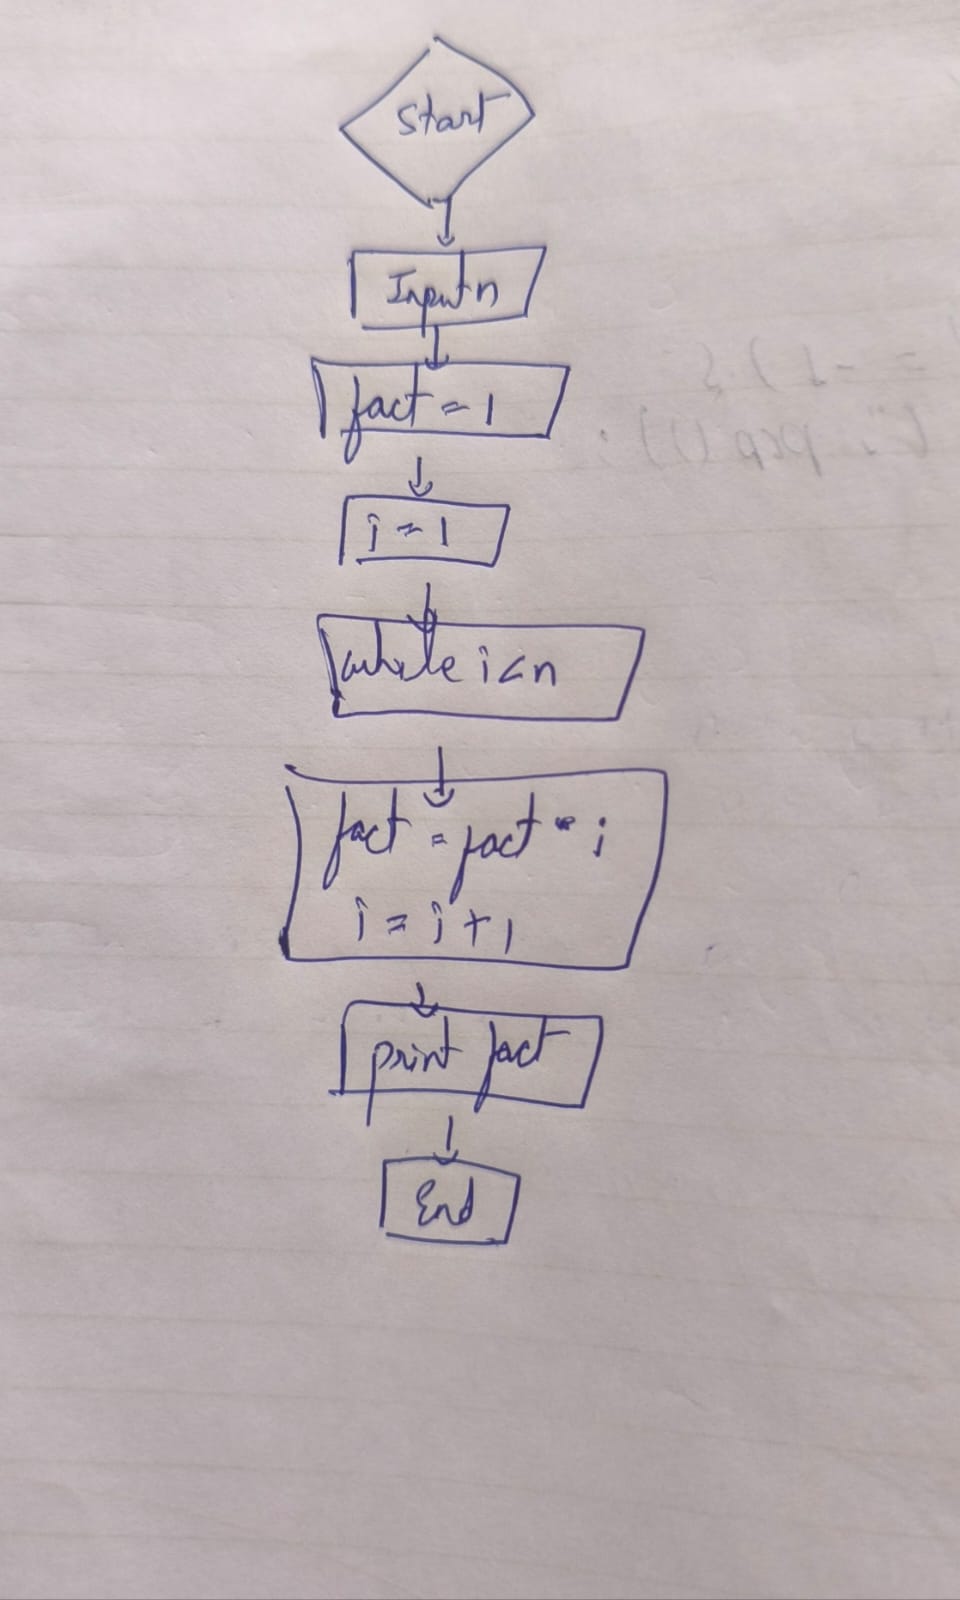 Start
Input n
fact = 1
i = 1
while i < n
fact = fact * i
i = i + 1
print fact
End